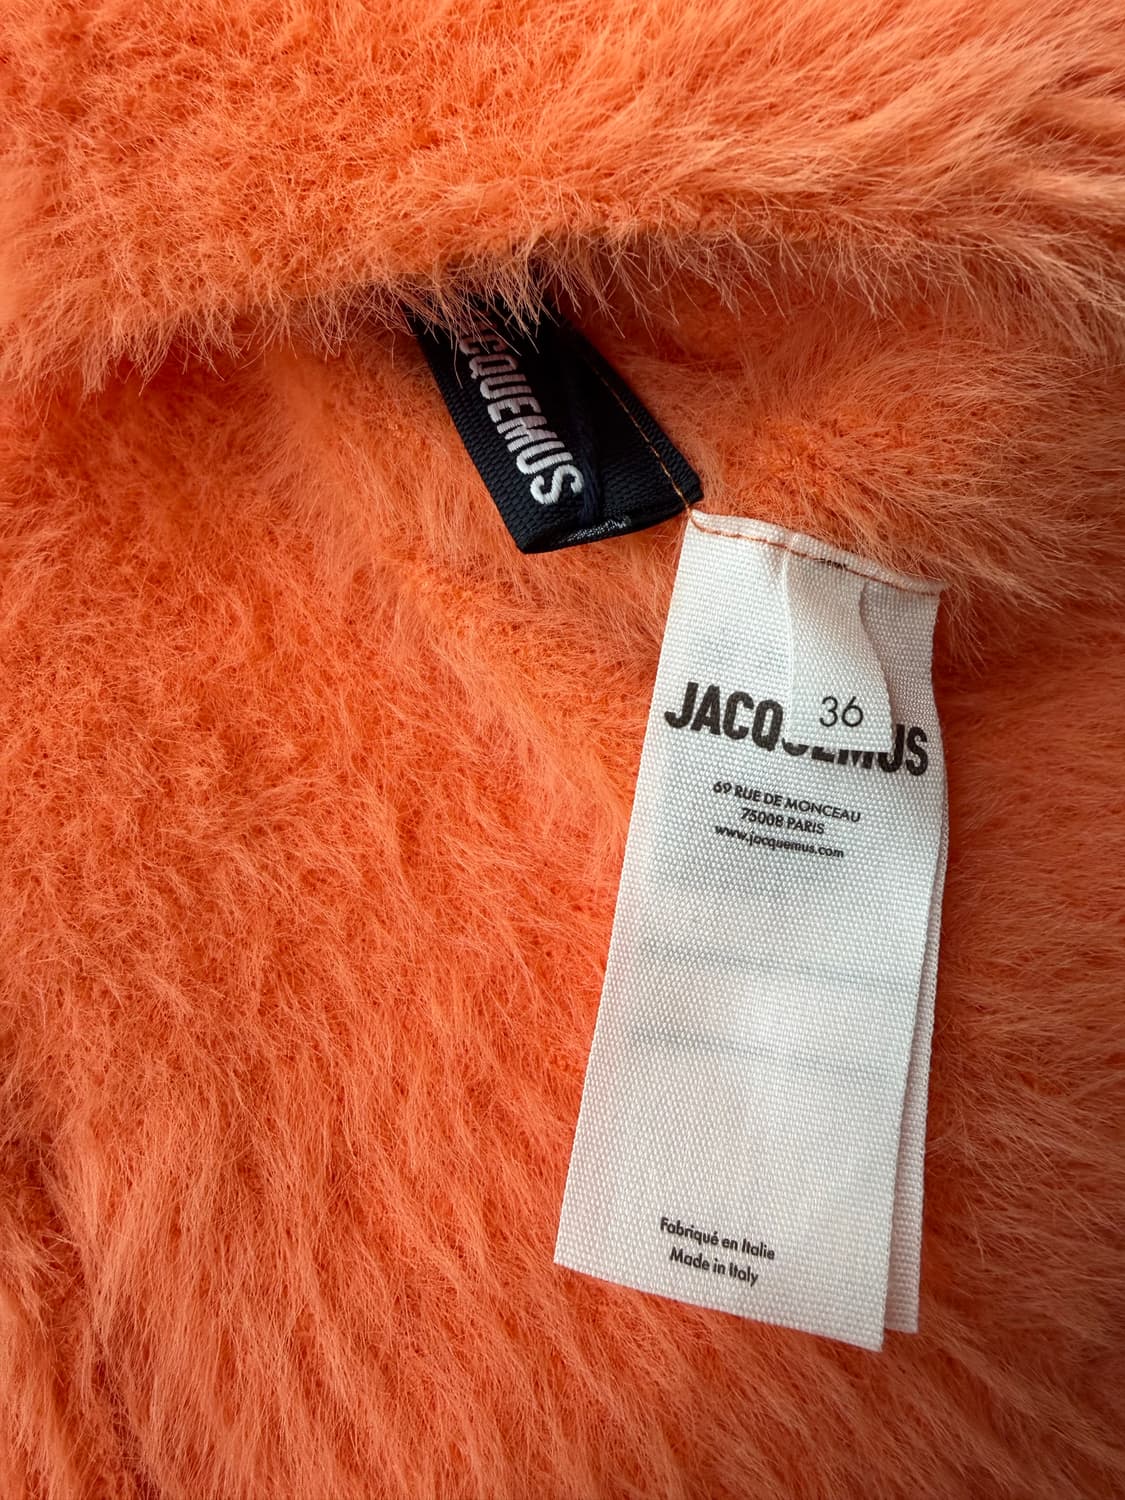 JACQUEMUS
36
JACQUEMUS
69 RUE DE MONCEAU
75008 PARIS
www.jacquemus.com
Fabriqué en Italie
Made in Italy